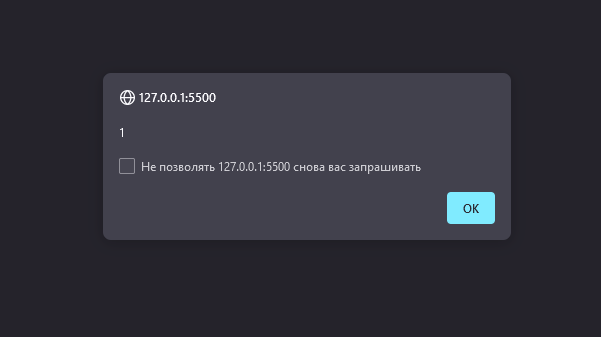 127.0.0.1:5500
1
Не позволять 127.0.0.1:5500 снова вас запрашивать
OK